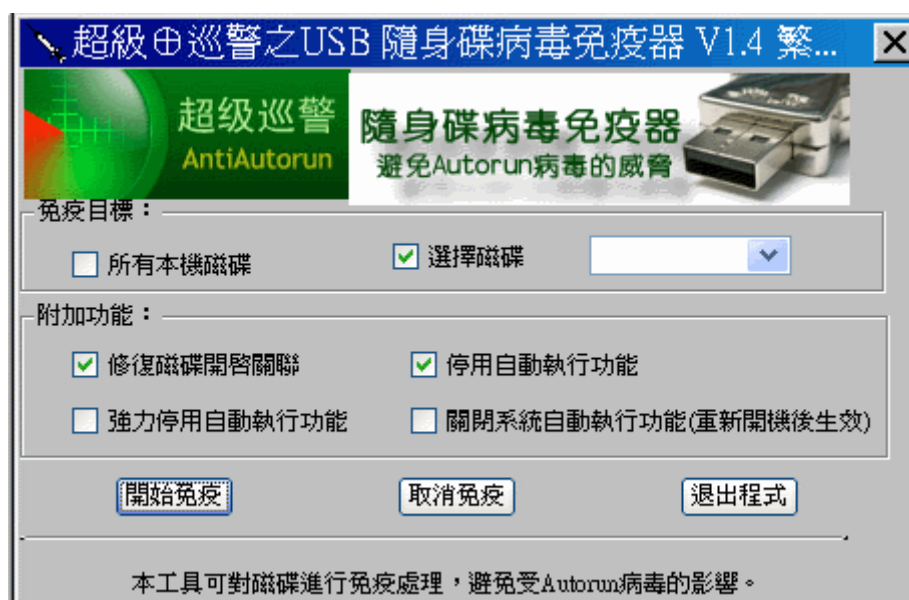 超級⊕巡警之USB 隨身碟病毒免疫器 V1.4 繁...
超级巡警
AntiAutorun
隨身碟病毒免疫器
避免Autorun病毒的威脅
免疫目標：
所有本機磁碟
選擇磁碟
附加功能：
修復磁碟開啓關聯
停用自動執行功能
強力停用自動執行功能
關閉系統自動執行功能(重新開機後生效)
開始免疫
取消免疫
退出程式
本工具可對磁碟進行免疫處理，避免受Autorun病毒的影響。